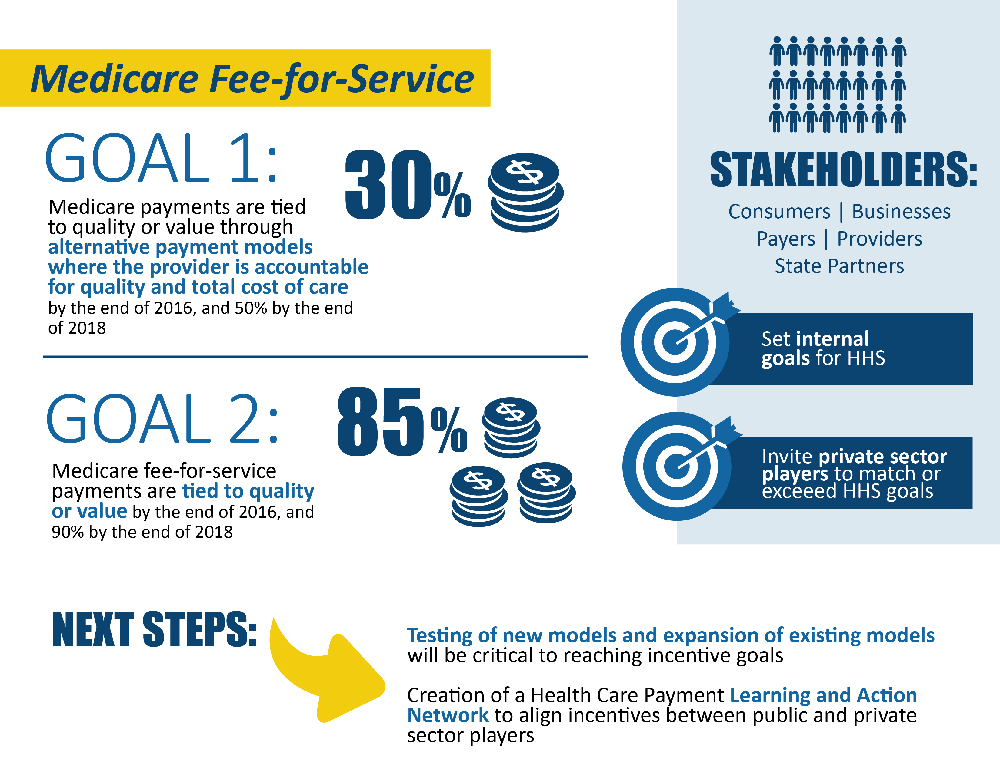 Medicare Fee-for-Service
GOAL 1:
30%
Medicare payments are tied
to quality or value through
alternative payment models
where the provider is accountable
for quality and total cost of care
by the end of 2016, and 50% by the end
of 2018
GOAL 2:
85%
Medicare fee-for-service
payments are tied to quality
or value by the end of 2016, and
90% by the end of 2018
STAKEHOLDERS:
Consumers | Businesses
Payers | Providers
State Partners
Set internal
goals for HHS
Invite private sector
players to match or
exceeed HHS goals
NEXT STEPS:
Testing of new models and expansion of existing models
will be critical to reaching incentive goals
Creation of a Health Care Payment Learning and Action
Network to align incentives between public and private
sector players